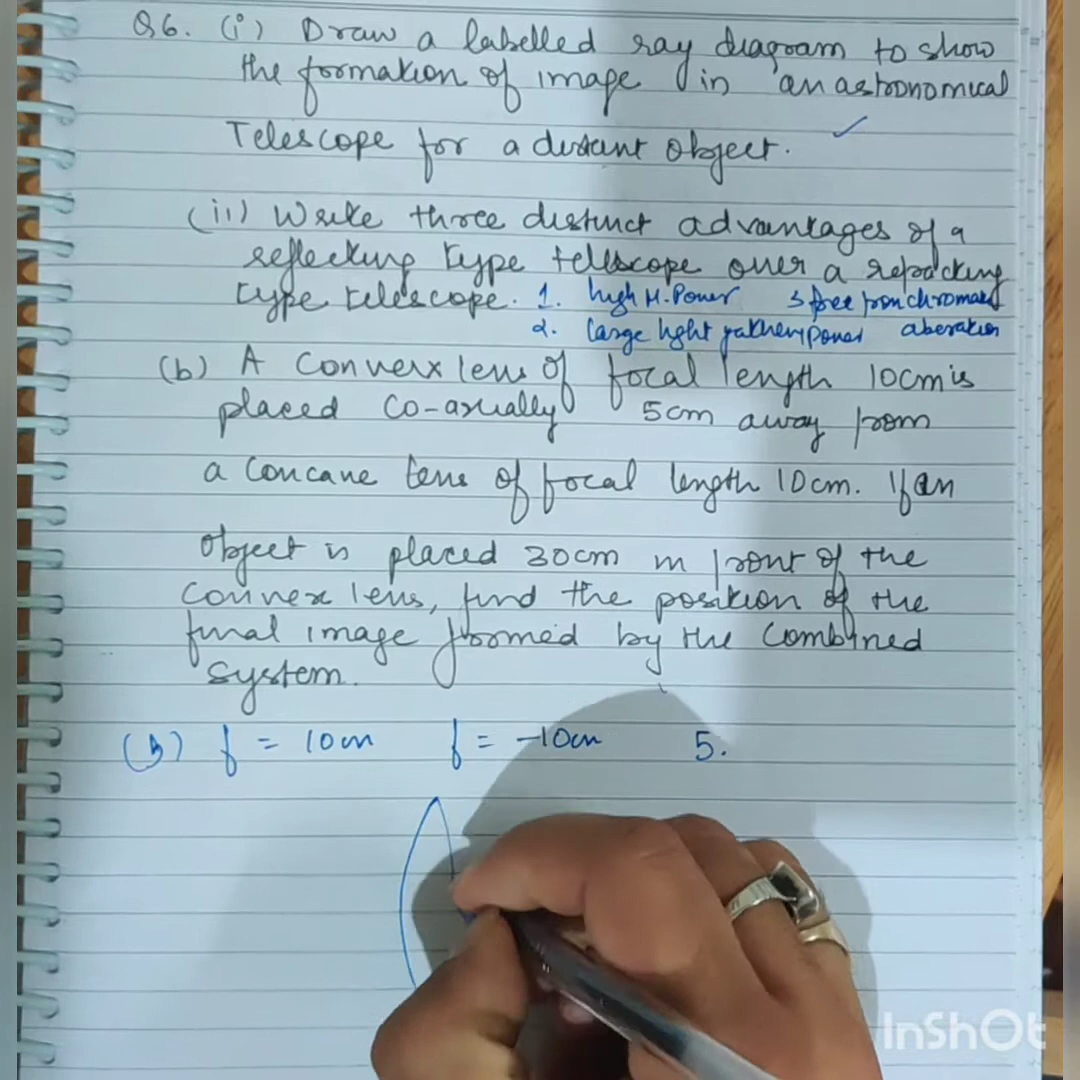 Q6. (i) Draw a labelled ray diagram to show
the formation of image in an astronomical
Telescope for a distant object.
(ii) Write three distinct advantages of a
reflecting type telescope over a refracting
type telescope. 1. high M. Power 3 free from chromatic
2. large light gathering power aberation
(b) A Convex lens of focal length 10cm is
placed co-axially 5cm away from
a concave lens of focal length 10cm. If an
object is placed 30cm in front of the
convex lens, find the position of the
final image formed by the combined
system.
(b) f = 10cm f = -10cm 5.
InShOt